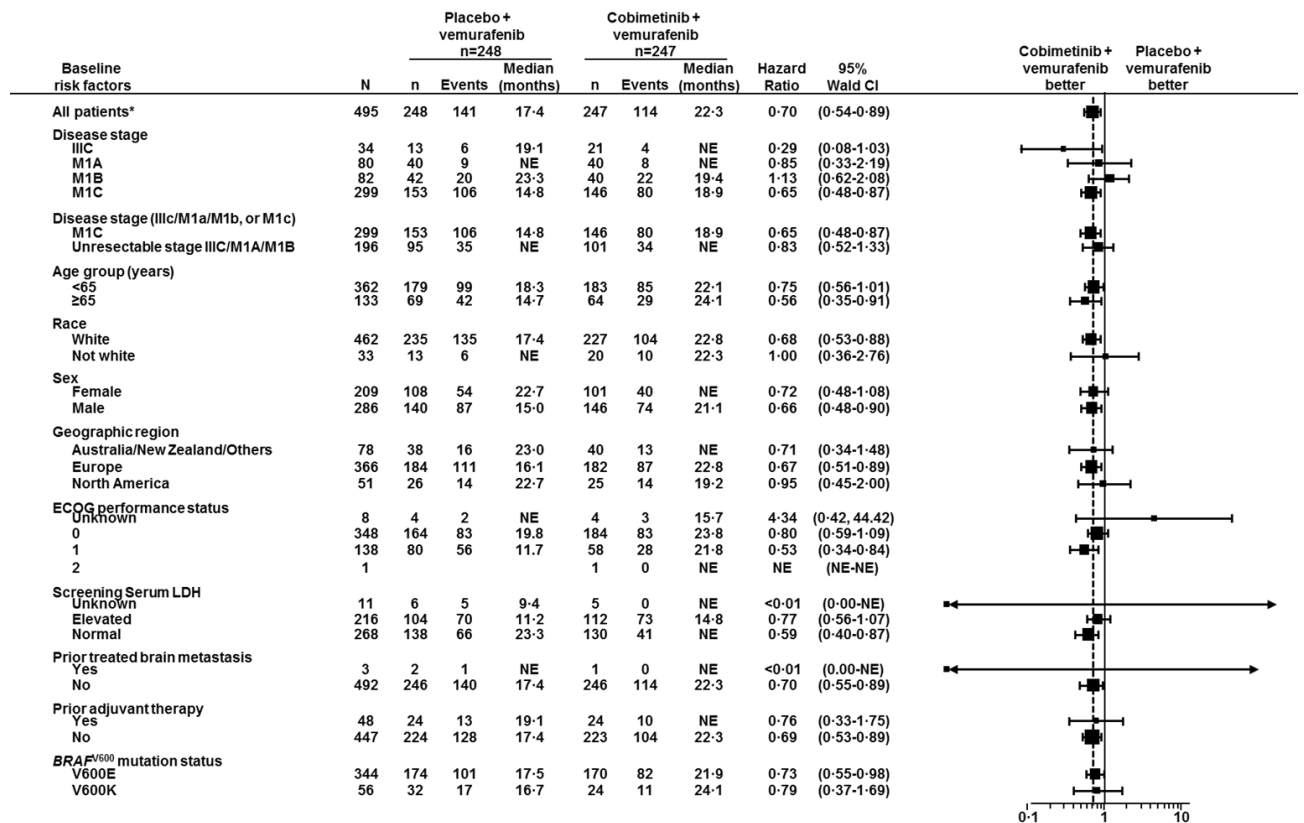 Placebo + vemurafenib n=248 Cobimetinib + vemurafenib n=247
Baseline risk factors N n Events Median (months) n Events Median (months) Hazard Ratio 95% Wald CI Cobimetinib + vemurafenib better Placebo + vemurafenib better
All patients* 495 248 141 17·4 247 114 22·3 0·70 (0·54-0·89)
Disease stage
IIIC 34 13 6 19·1 21 4 NE 0·29 (0·08-1·03)
M1A 80 40 9 NE 40 8 NE 0·85 (0·33-2·19)
M1B 82 42 20 23·3 40 22 19·4 1·13 (0·62-2·08)
M1C 299 153 106 14·8 146 80 18·9 0·65 (0·48-0·87)
Disease stage (IIIc/M1a/M1b, or M1c)
M1C 299 153 106 14·8 146 80 18·9 0·65 (0·48-0·87)
Unresectable stage IIIC/M1A/M1B 196 95 35 NE 101 34 NE 0·83 (0·52-1·33)
Age group (years)
<65 362 179 99 18·3 183 85 22·1 0·75 (0·56-1·01)
≥65 133 69 42 14·7 64 29 24·1 0·56 (0·35-0·91)
Race
White 462 235 135 17·4 227 104 22·8 0·68 (0·53-0·88)
Not white 33 13 6 NE 20 10 22·3 1·00 (0·36-2·76)
Sex
Female 209 108 54 22·7 101 40 NE 0·72 (0·48-1·08)
Male 286 140 87 15·0 146 74 21·1 0·66 (0·48-0·90)
Geographic region
Australia/New Zealand/Others 78 38 16 23·0 40 13 NE 0·71 (0·34-1·48)
Europe 366 184 111 16·1 182 87 22·8 0·67 (0·51-0·89)
North America 51 26 14 22·7 25 14 19·2 0·95 (0·45-2·00)
ECOG performance status
Unknown 8 4 2 NE 4 3 15·7 4·34 (0·42, 44·42)
0 348 164 83 19·8 184 83 23·8 0·80 (0·59-1·09)
1 138 80 56 11·7 58 28 21·8 0·53 (0·34-0·84)
2 1 1 0 NE NE (NE-NE)
Screening Serum LDH
Unknown 11 6 5 9·4 5 0 NE <0·01 (0·00-NE)
Elevated 216 104 70 11·2 112 73 14·8 0·77 (0·56-1·07)
Normal 268 138 66 23·3 130 41 NE 0·59 (0·40-0·87)
Prior treated brain metastasis
Yes 3 2 1 NE 1 0 NE <0·01 (0.00-NE)
No 492 246 140 17·4 246 114 22·3 0·70 (0·55-0·89)
Prior adjuvant therapy
Yes 48 24 13 19·1 24 10 NE 0·76 (0·33-1·75)
No 447 224 128 17·4 223 104 22·3 0·69 (0·53-0·89)
BRAF^V600 mutation status
V600E 344 174 101 17·5 170 82 21·9 0·73 (0·55-0·98)
V600K 56 32 17 16·7 24 11 24·1 0·79 (0·37-1·69)
0·1 1 10